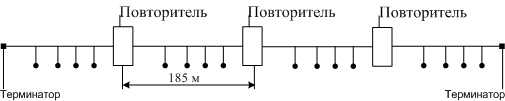 Повторитель
Повторитель
Повторитель
185 м
Терминатор
Терминатор